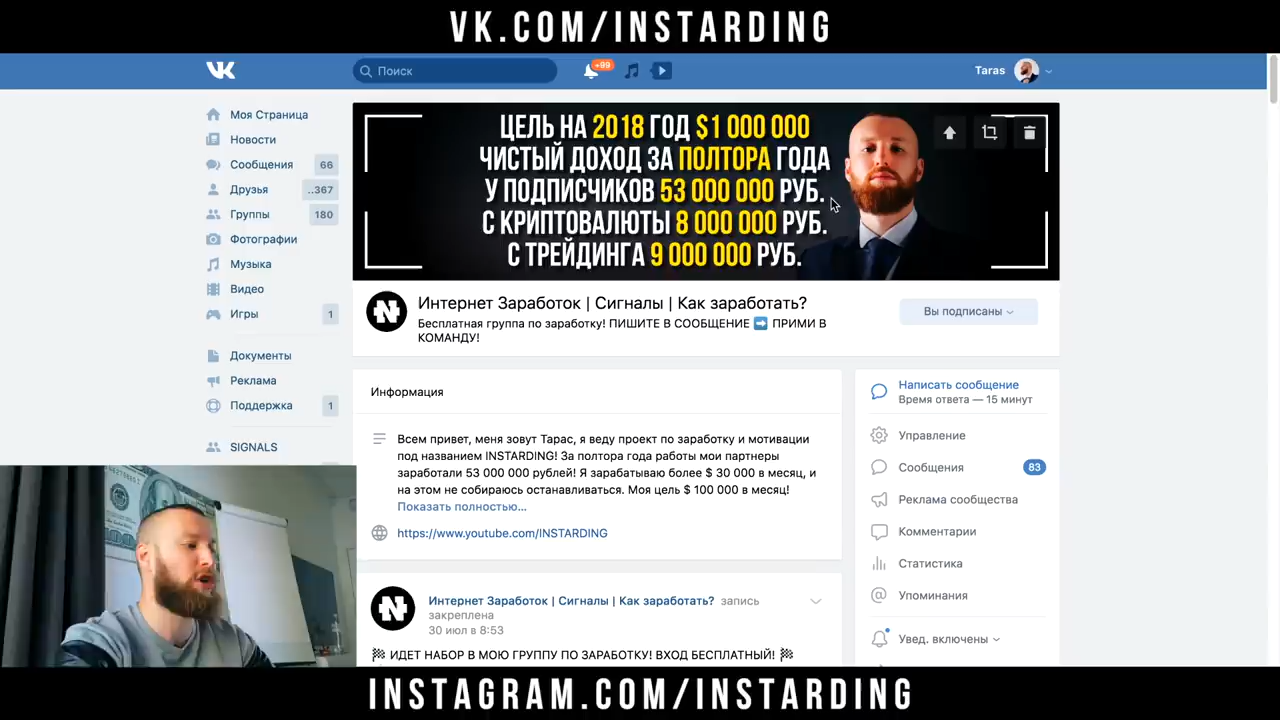 VK.COM/INSTARDING
Поиск
+99
Taras
Моя Страница
Новости
Сообщения 66
Друзья ..367
Группы 180
Фотографии
Музыка
Видео
Игры 1
Документы
Реклама
Поддержка 1
SIGNALS
ЦЕЛЬ НА 2018 ГОД $1 000 000
ЧИСТЫЙ ДОХОД ЗА ПОЛТОРА ГОДА
У ПОДПИСЧИКОВ 53 000 000 РУБ.
С КРИПТОВАЛЮТЫ 8 000 000 РУБ.
С ТРЕЙДИНГА 9 000 000 РУБ.
Интернет Заработок | Сигналы | Как заработать?
Бесплатная группа по заработку! ПИШИТЕ В СООБЩЕНИЕ ➡ ПРИМИ В
КОМАНДУ!
Вы подписаны
Информация
Всем привет, меня зовут Тарас, я веду проект по заработку и мотивации
под названием INSTARDING! За полтора года работы мои партнеры
заработали 53 000 000 рублей! Я зарабатываю более $ 30 000 в месяц, и
на этом не собираюсь останавливаться. Моя цель $ 100 000 в месяц!
Показать полностью...
https://www.youtube.com/INSTARDING
Интернет Заработок | Сигналы | Как заработать? запись
закреплена
30 июл в 8:53
🏁 ИДЕТ НАБОР В МОЮ ГРУППУ ПО ЗАРАБОТКУ! ВХОД БЕСПЛАТНЫЙ! 🏁
Написать сообщение
Время ответа — 15 минут
Управление
Сообщения 83
Реклама сообщества
Комментарии
Статистика
Упоминания
Увед. включены
INSTAGRAM.COM/INSTARDING